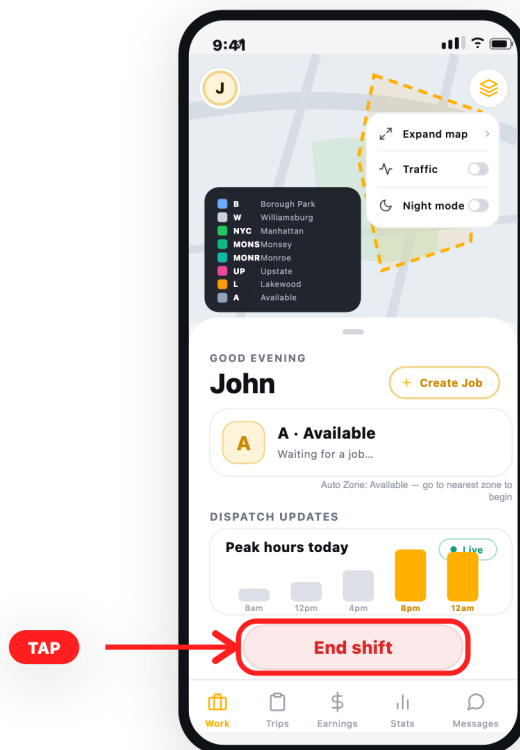 9:41
J
Expand map
Traffic
Night mode
B Borough Park
W Williamsburg
NYC Manhattan
MONS Monsey
MONR Monroe
UP Upstate
L Lakewood
A Available
GOOD EVENING
John
+ Create Job
A
A · Available
Waiting for a job...
Auto Zone: Available — go to nearest zone to
begin
DISPATCH UPDATES
Peak hours today
Live
8am 12pm 4pm 8pm 12am
TAP
End shift
Work Trips Earnings Stats Messages